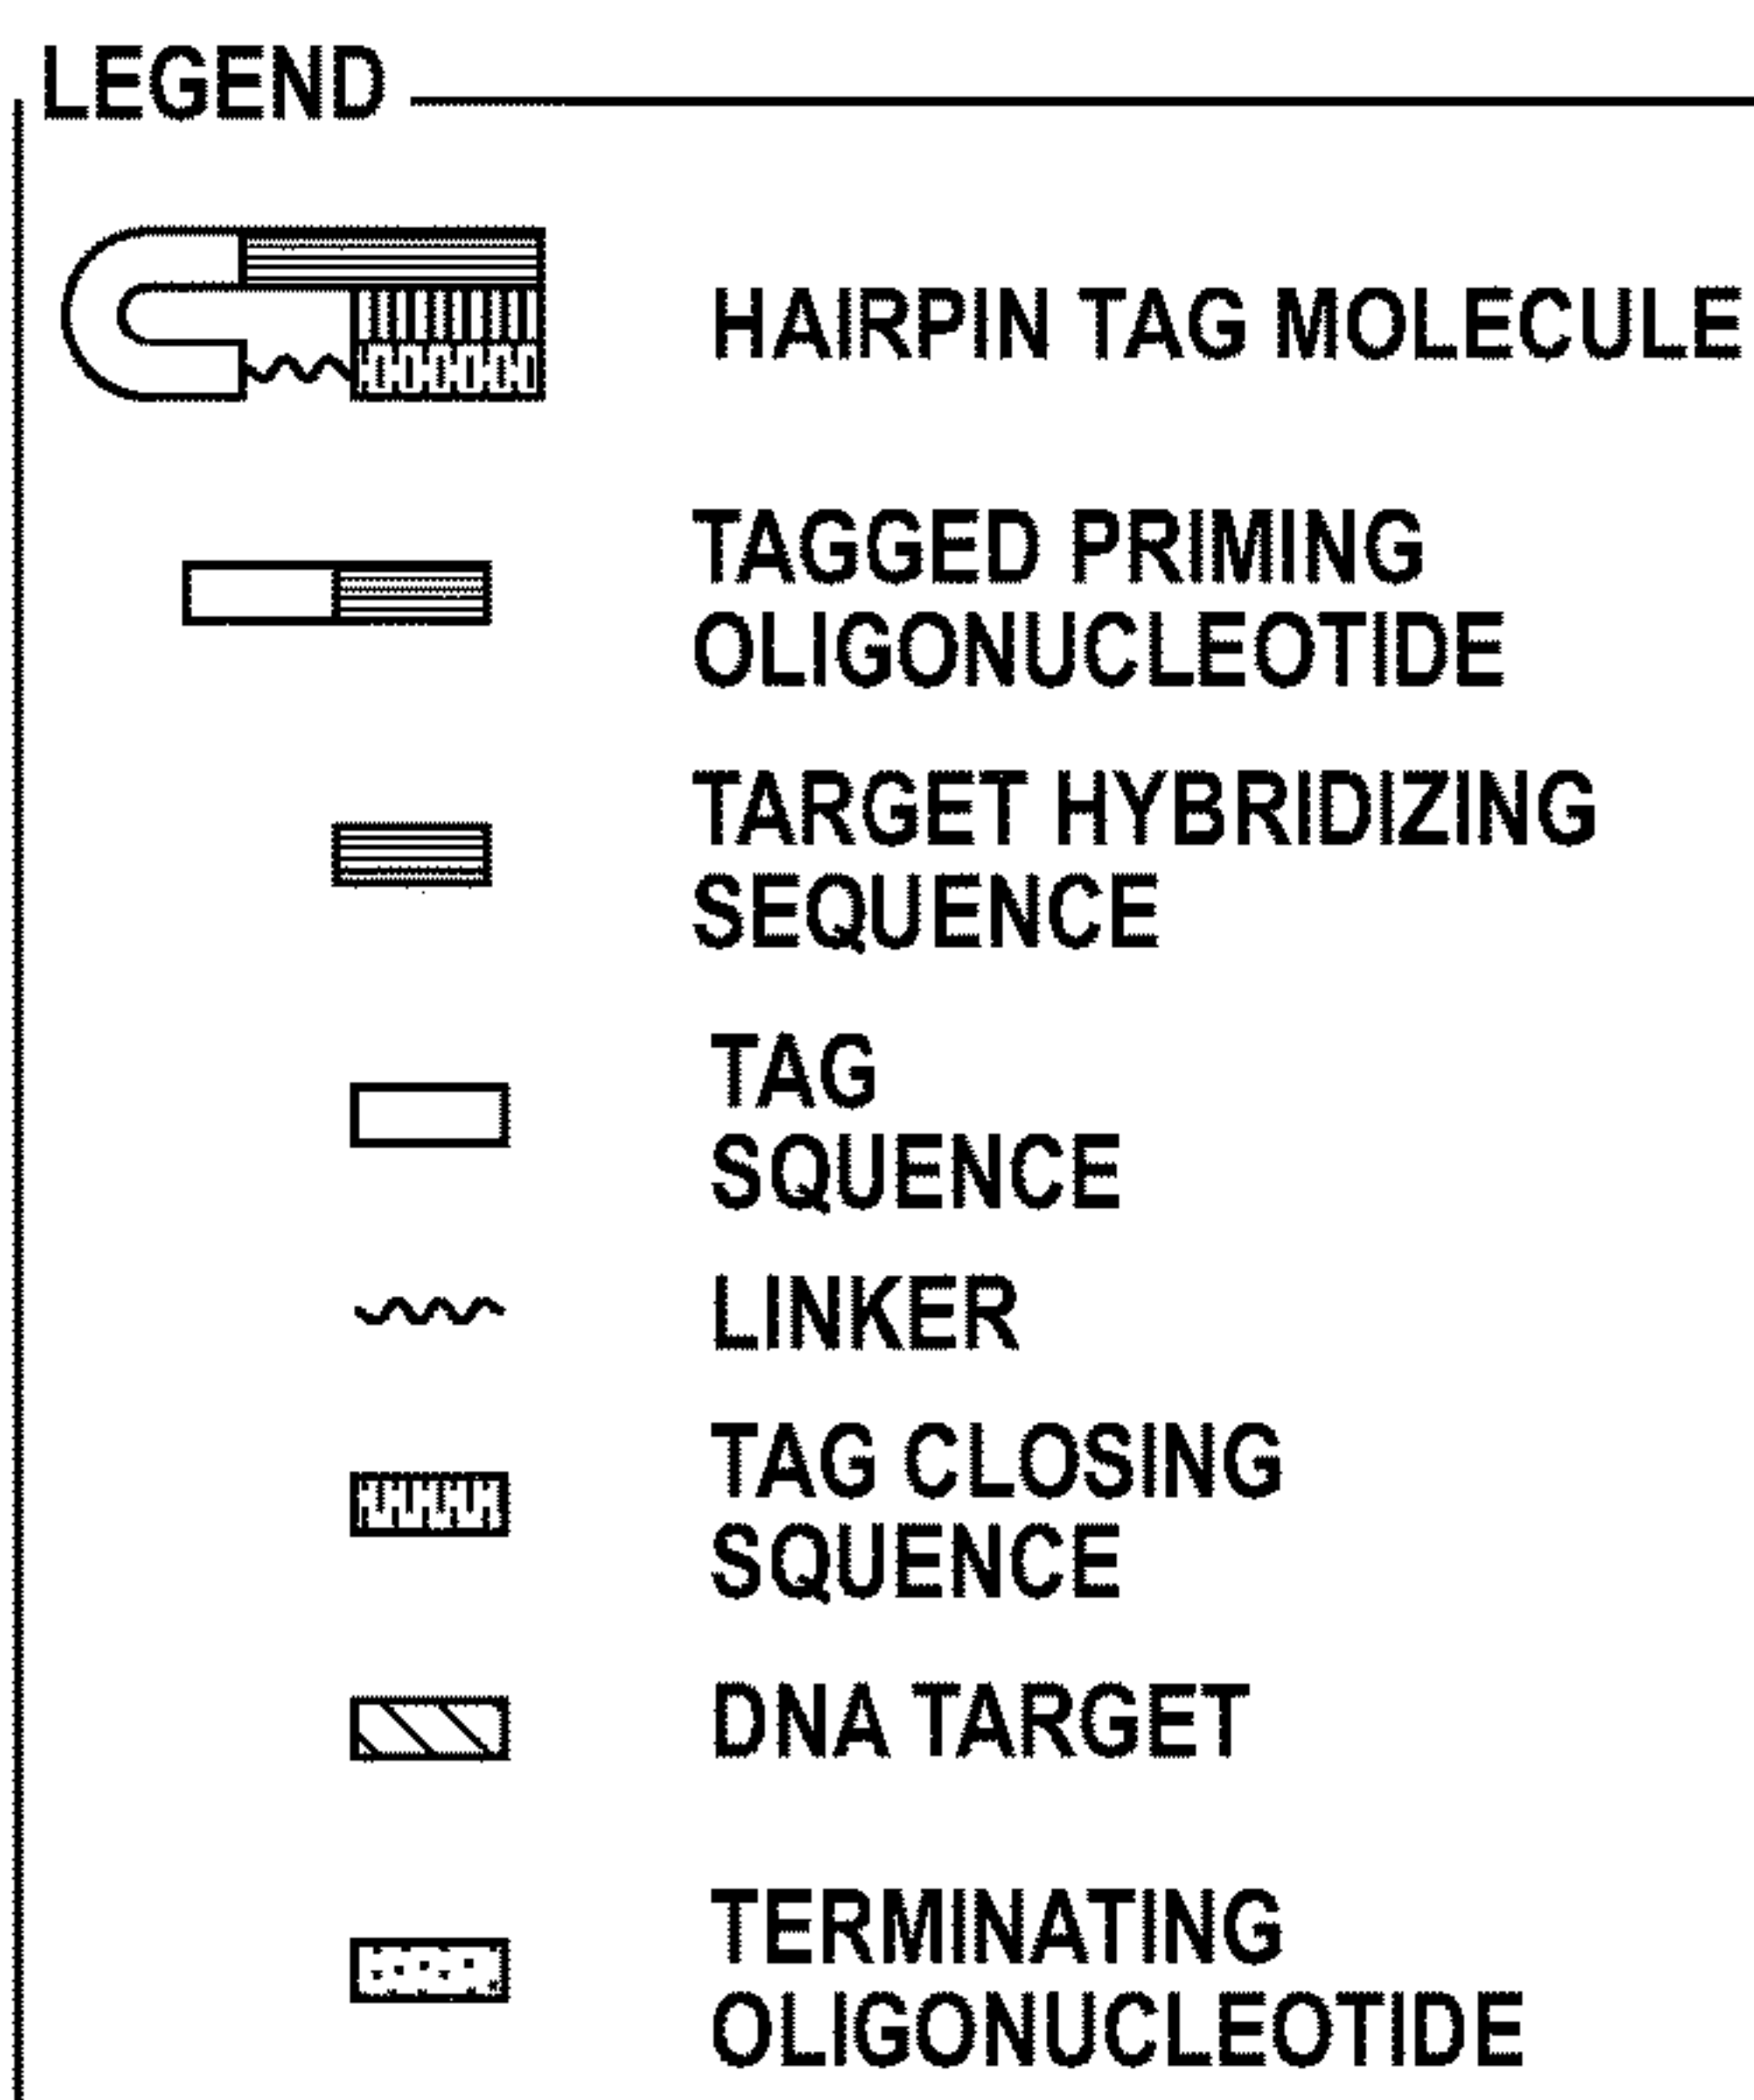 LEGEND
HAIRPIN TAG MOLECULE
TAGGED PRIMING
OLIGONUCLEOTIDE
TARGET HYBRIDIZING
SEQUENCE
TAG
SQUENCE
LINKER
TAG CLOSING
SQUENCE
DNA TARGET
TERMINATING
OLIGONUCLEOTIDE